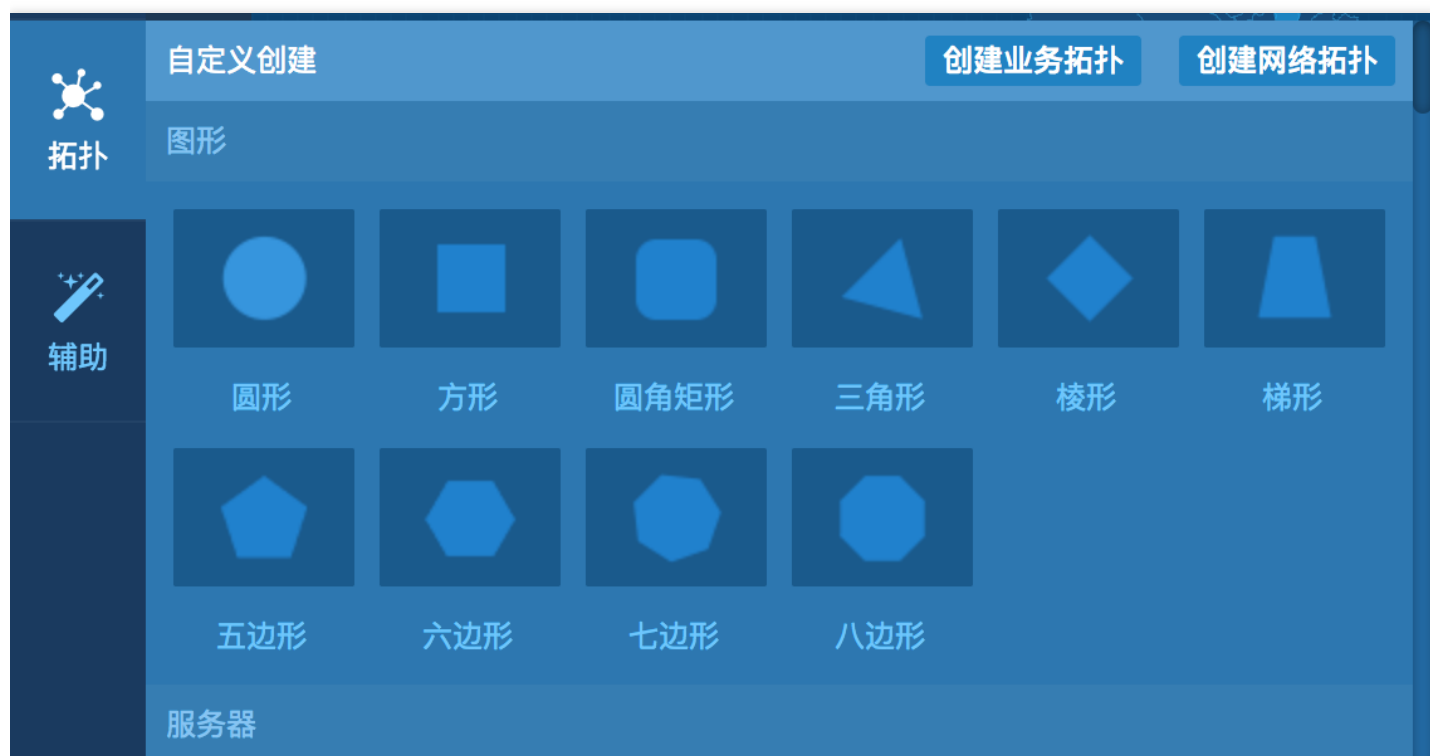 自定义创建
创建业务拓扑
创建网络拓扑
拓扑
辅助
图形
圆形
方形
圆角矩形
三角形
棱形
梯形
五边形
六边形
七边形
八边形
服务器